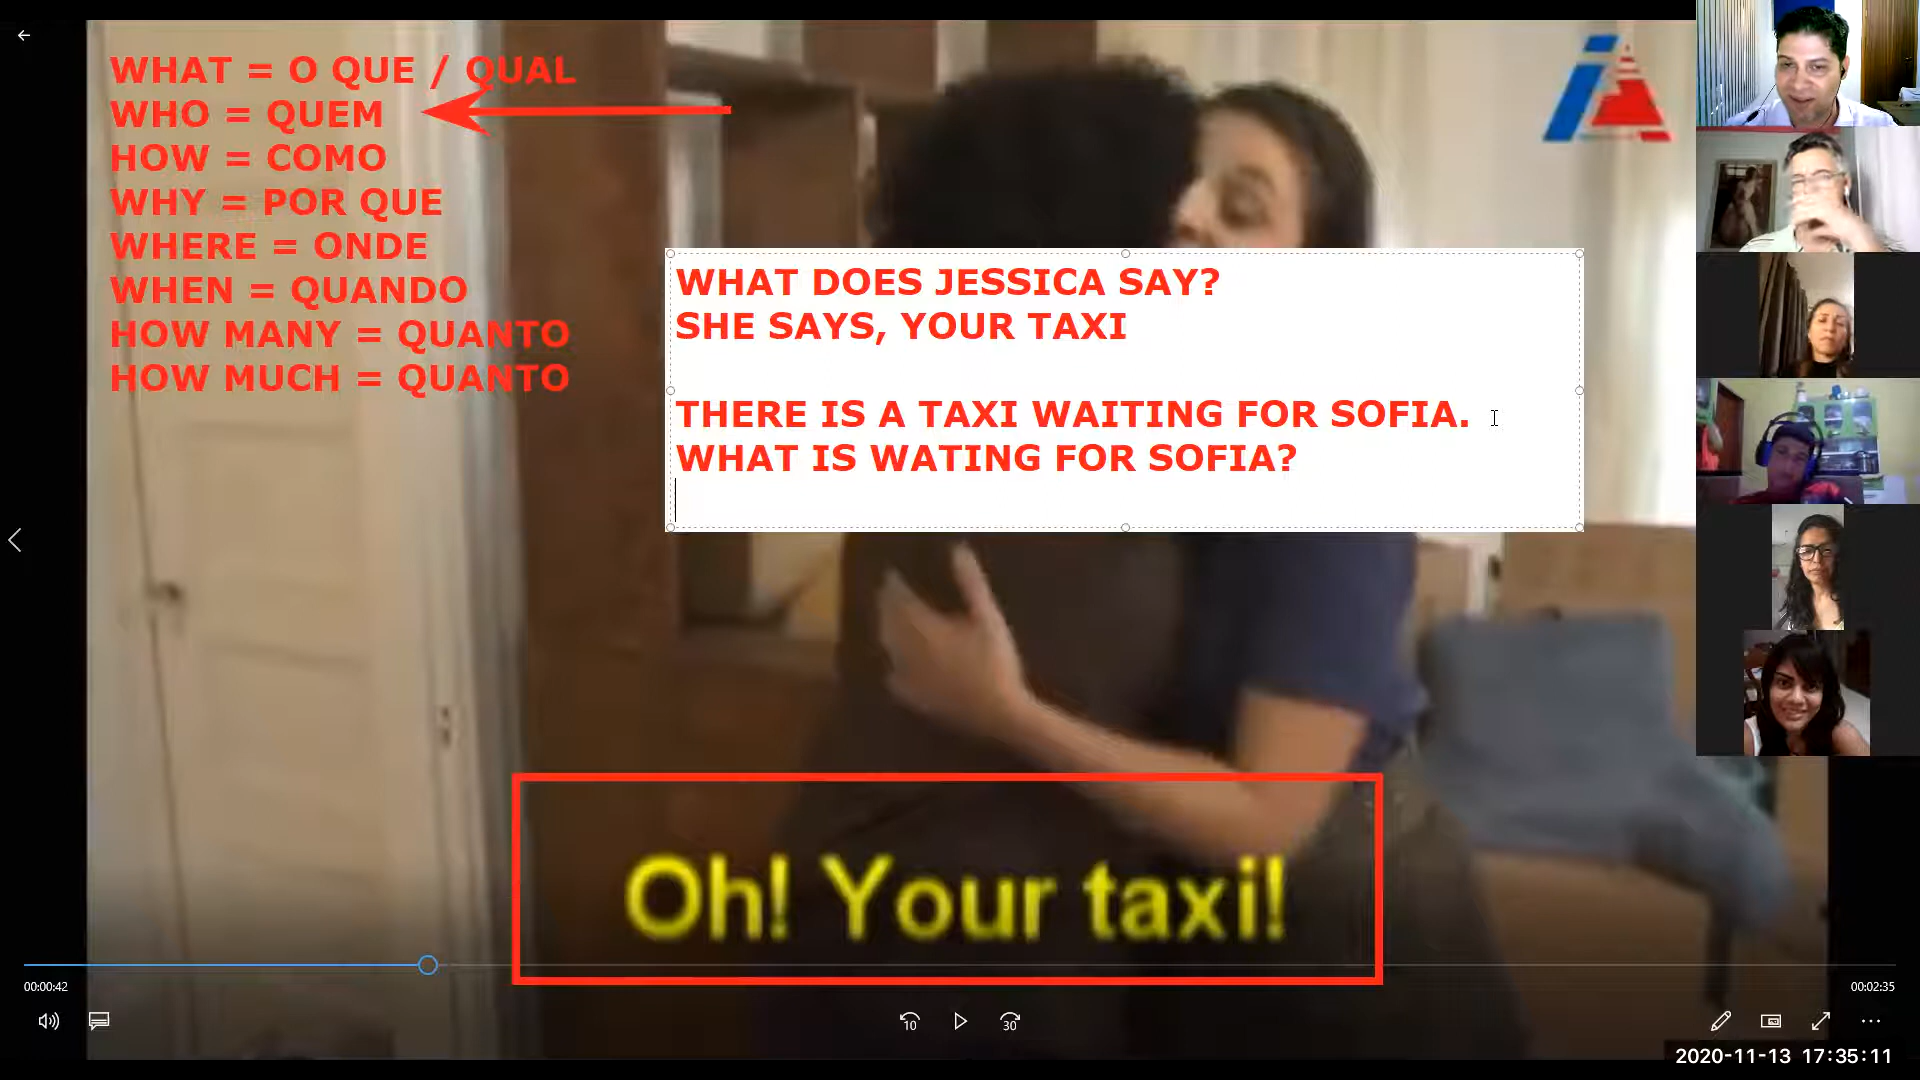 WHAT = O QUE / QUAL
WHO = QUEM
HOW = COMO
WHY = POR QUE
WHERE = ONDE
WHEN = QUANDO
HOW MANY = QUANTO
HOW MUCH = QUANTO
WHAT DOES JESSICA SAY?
SHE SAYS, YOUR TAXI
THERE IS A TAXI WAITING FOR SOFIA.
WHAT IS WATING FOR SOFIA?
Oh! Your taxi!
00:00:42
00:02:35
10
30
2020-11-13 17:35:11